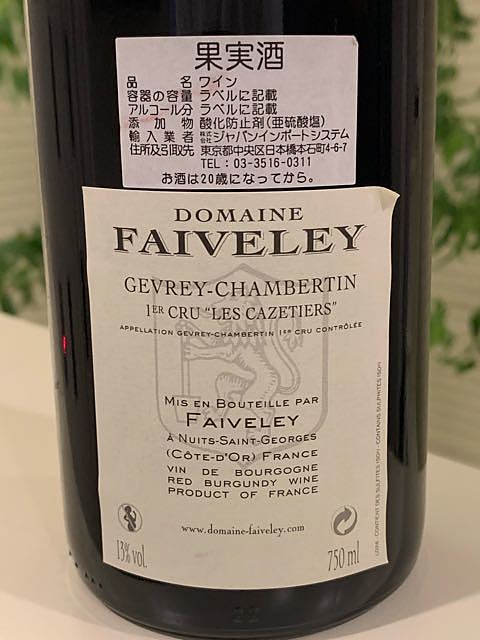 果実酒
品 名 ワイン
容器の容量 ラベルに記載
アルコール分 ラベルに記載
添加物 酸化防止剤(亜硫酸塩)
輸入業者 株式会社ジャパンインポートシステム
住所及引取先 東京都中央区日本橋本石町4-6-7
TEL:03-3516-0311
お酒は20歳になってから。
DOMAINE
FAIVELEY
GEVREY-CHAMBERTIN
1ER CRU "LES CAZETIERS"
APPELLATION GEVREY-CHAMBERTIN 1ER CRU CONTRÔLÉE
MIS EN BOUTEILLE PAR
FAIVELEY
À NUITS-SAINT-GEORGES
(CÔTE-D'OR) FRANCE
VIN DE BOURGOGNE
RED BURGUNDY WINE
PRODUCT OF FRANCE
www.domaine-faiveley.com
13% vol.
750 ml
CONTIENT DES SULFITES - CONTAINS SULPHITES